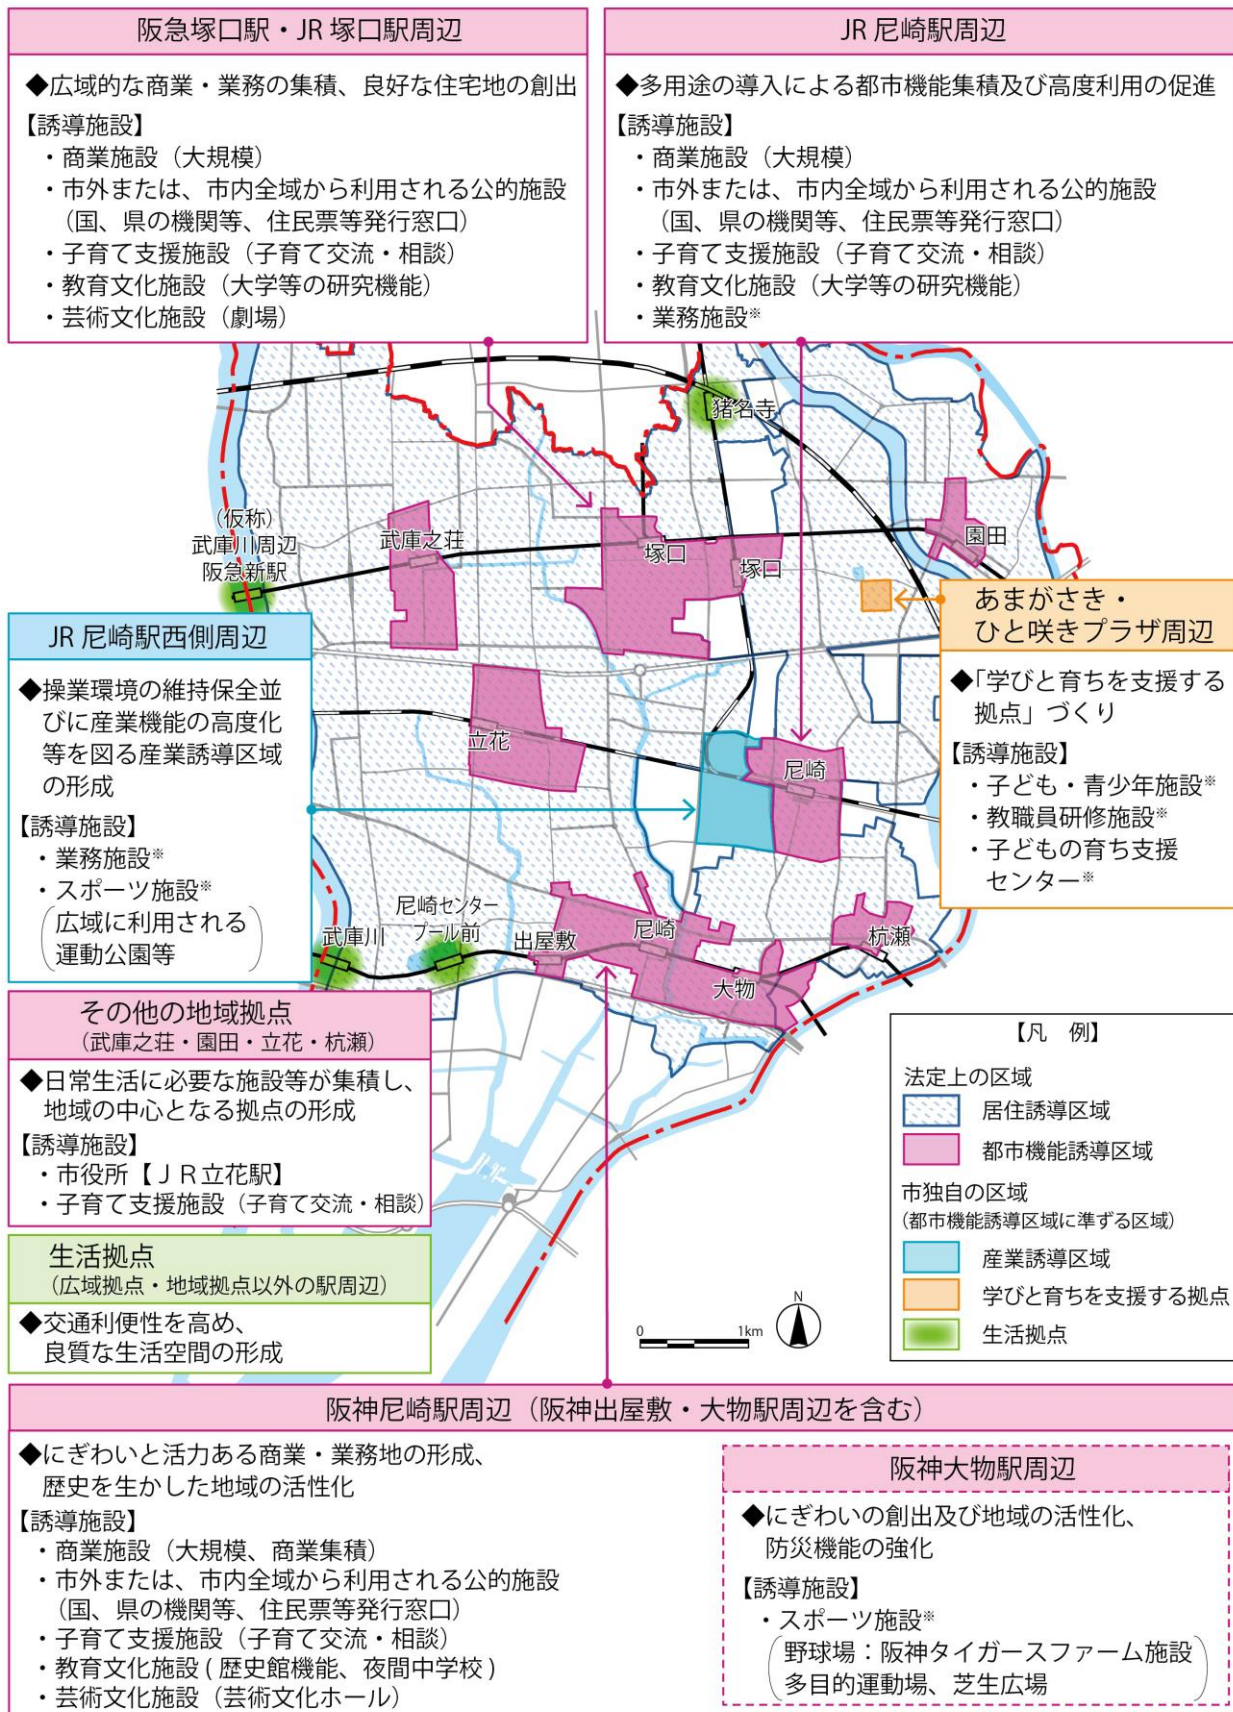 阪急塚口駅・JR 塚口駅周辺
◆広域的な商業・業務の集積、良好な住宅地の創出
【誘導施設】
・商業施設（大規模）
・市外または、市内全域から利用される公的施設
（国、県の機関等、住民票等発行窓口）
・子育て支援施設（子育て交流・相談）
・教育文化施設（大学等の研究機能）
・芸術文化施設（劇場）
JR 尼崎駅周辺
◆多用途の導入による都市機能集積及び高度利用の促進
【誘導施設】
・商業施設（大規模）
・市外または、市内全域から利用される公的施設
（国、県の機関等、住民票等発行窓口）
・子育て支援施設（子育て交流・相談）
・教育文化施設（大学等の研究機能）
・業務施設※
猪名寺
（仮称）
武庫川周辺
阪急新駅
武庫之荘
塚口
塚口
園田
あまがさき・
ひと咲きプラザ周辺
◆「学びと育ちを支援する
拠点」づくり
【誘導施設】
・子ども・青少年施設※
・教職員研修施設※
・子どもの育ち支援
センター※
JR 尼崎駅西側周辺
◆操業環境の維持保全並
びに産業機能の高度化
等を図る産業誘導区域
の形成
【誘導施設】
・業務施設※
・スポーツ施設※
（広域に利用される
運動公園等）
立花
尼崎
武庫川
尼崎センター
プール前
出屋敷
尼崎
大物
杭瀬
その他の地域拠点
（武庫之荘・園田・立花・杭瀬）
◆日常生活に必要な施設等が集積し、
地域の中心となる拠点の形成
【誘導施設】
・市役所【ＪＲ立花駅】
・子育て支援施設（子育て交流・相談）
生活拠点
（広域拠点・地域拠点以外の駅周辺）
◆交通利便性を高め、
良質な生活空間の形成
【凡　例】
法定上の区域
居住誘導区域
都市機能誘導区域
市独自の区域
（都市機能誘導区域に準ずる区域）
産業誘導区域
学びと育ちを支援する拠点
生活拠点
0 1km
N
阪神尼崎駅周辺（阪神出屋敷・大物駅周辺を含む）
◆にぎわいと活力ある商業・業務地の形成、
歴史を生かした地域の活性化
【誘導施設】
・商業施設（大規模、商業集積）
・市外または、市内全域から利用される公的施設
（国、県の機関等、住民票等発行窓口）
・子育て支援施設（子育て交流・相談）
・教育文化施設 ( 歴史館機能、夜間中学校 )
・芸術文化施設（芸術文化ホール）
阪神大物駅周辺
◆にぎわいの創出及び地域の活性化、
防災機能の強化
【誘導施設】
・スポーツ施設※
（野球場：阪神タイガースファーム施設
多目的運動場、芝生広場）